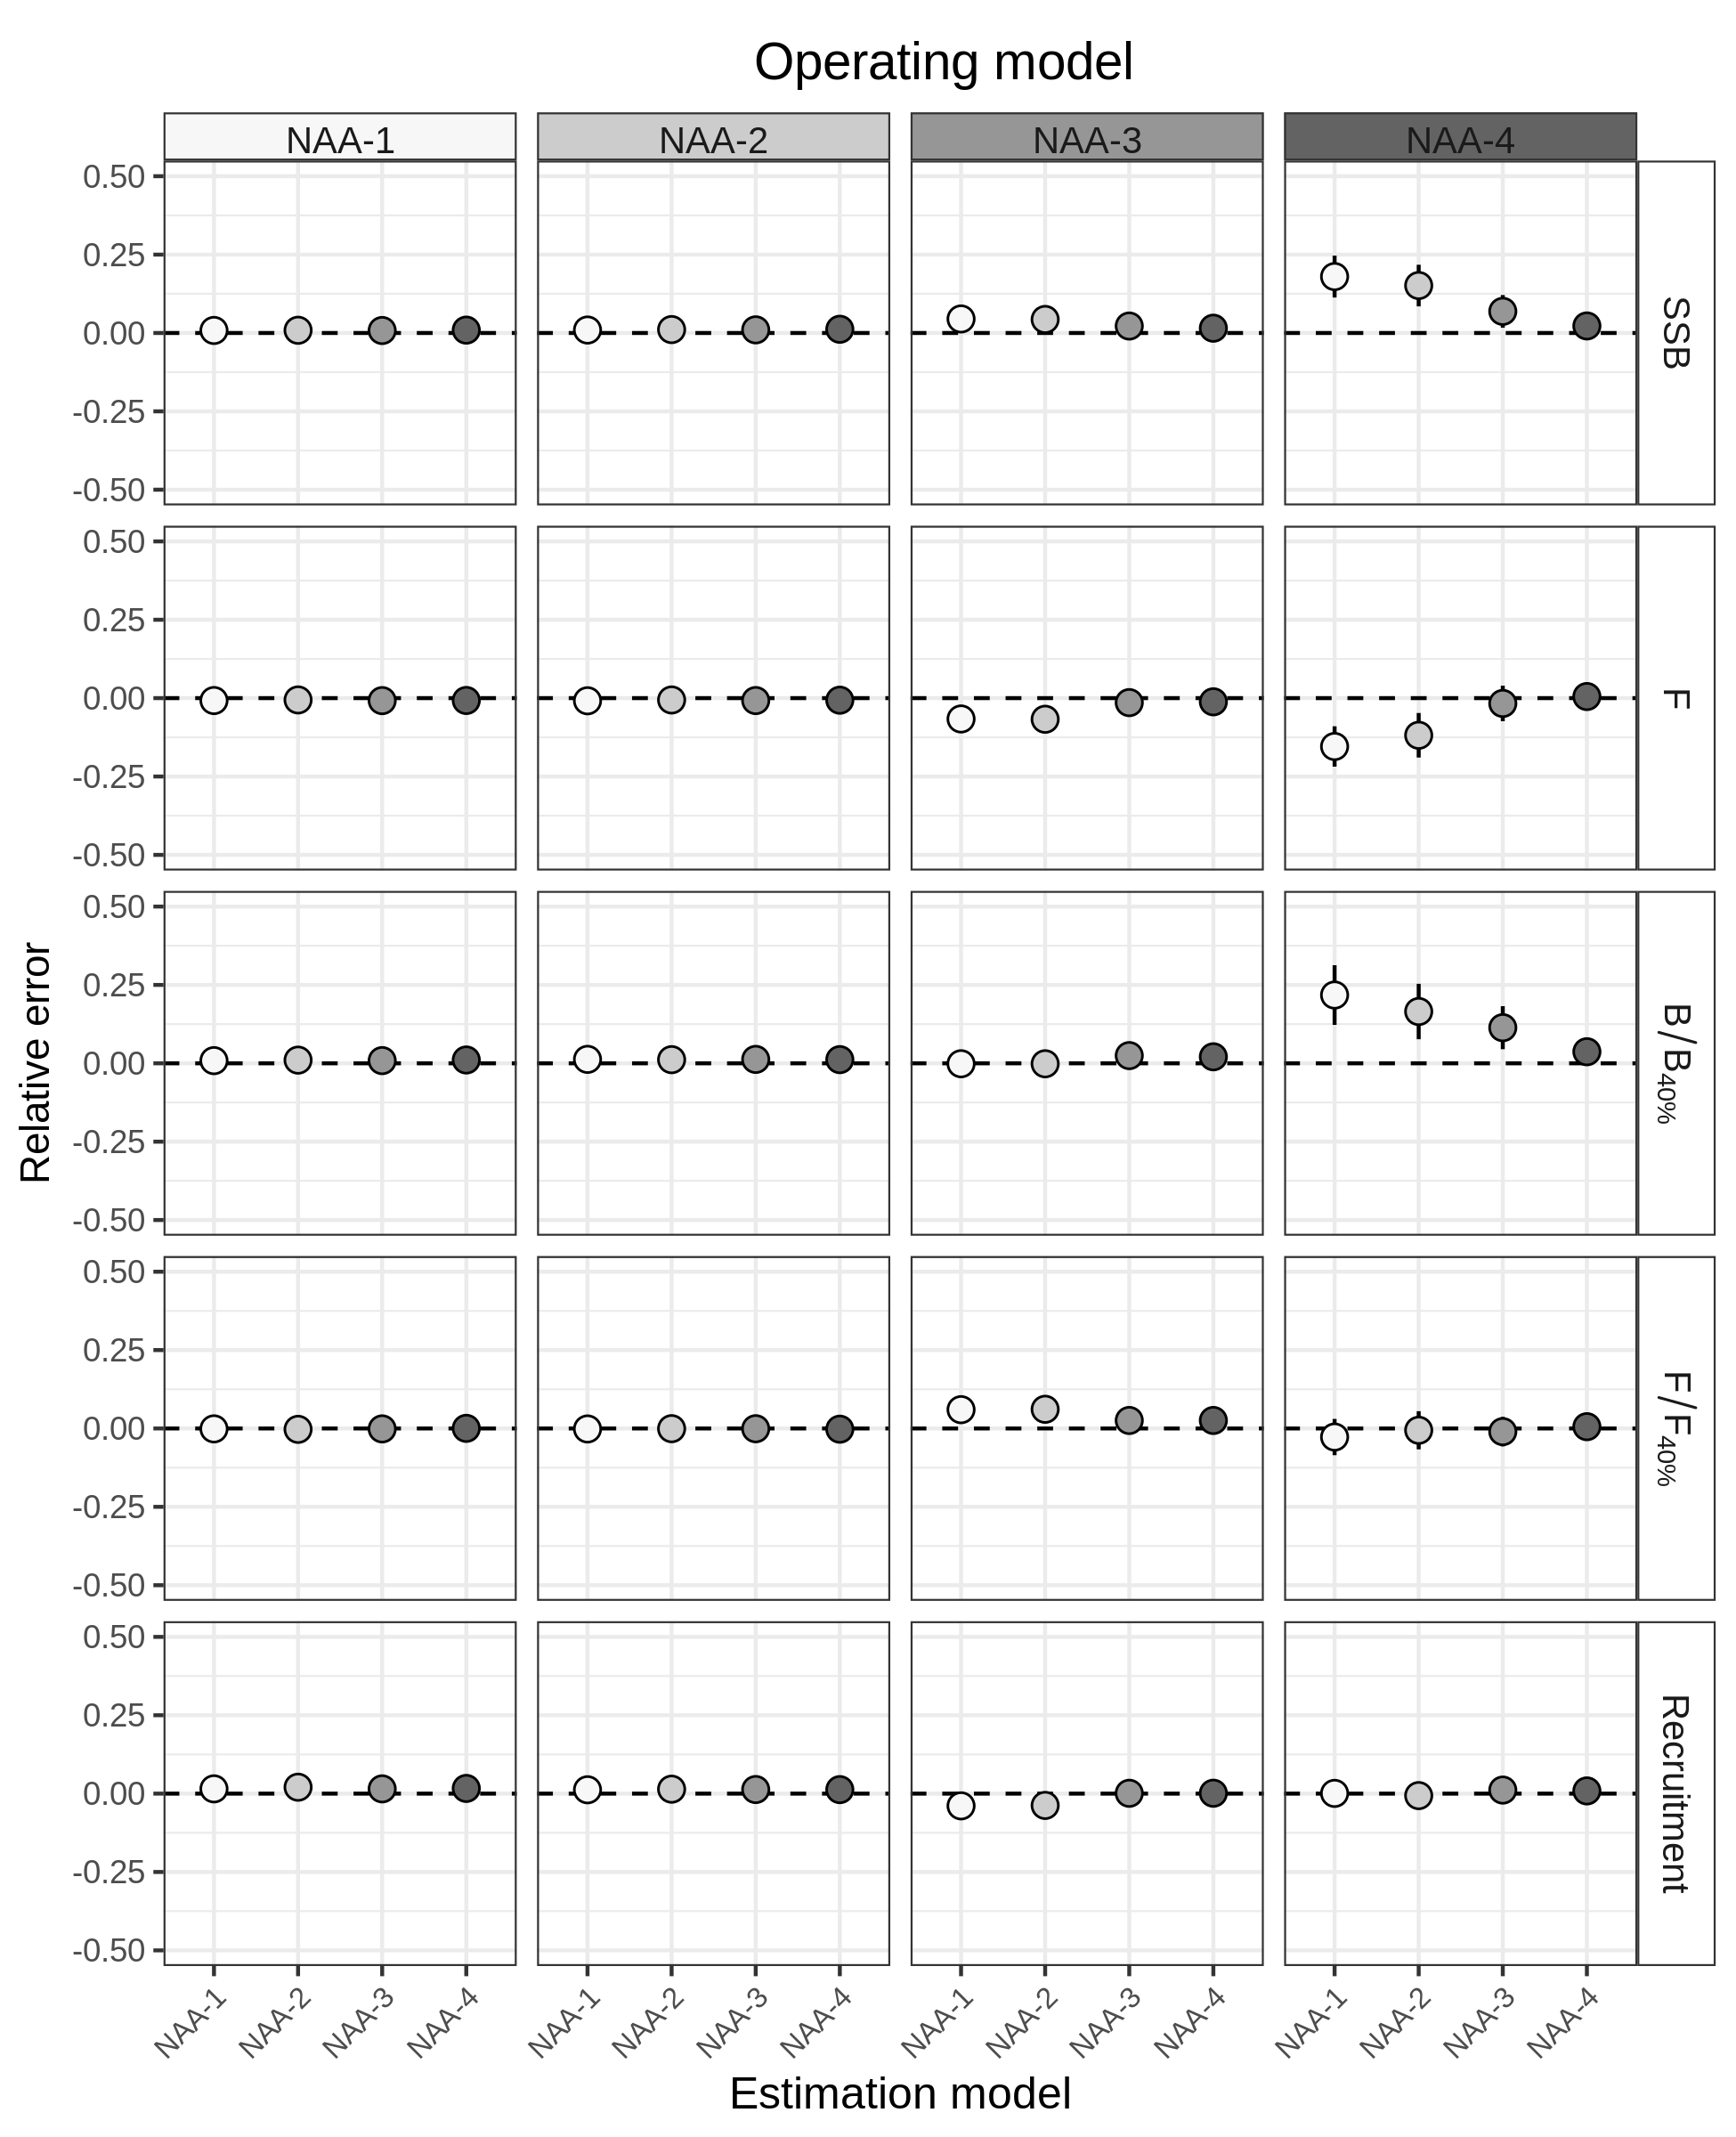 Operating model
NAA-1 NAA-2 NAA-3 NAA-4
0.50
0.25
0.00
-0.25
-0.50
SSB
0.50
0.25
0.00
-0.25
-0.50
F
0.50
0.25
0.00
-0.25
-0.50
B/B40%
0.50
0.25
0.00
-0.25
-0.50
F/F40%
0.50
0.25
0.00
-0.25
-0.50
Recruitment
Relative error
NAA-1 NAA-2 NAA-3 NAA-4 NAA-1 NAA-2 NAA-3 NAA-4 NAA-1 NAA-2 NAA-3 NAA-4 NAA-1 NAA-2 NAA-3 NAA-4
Estimation model